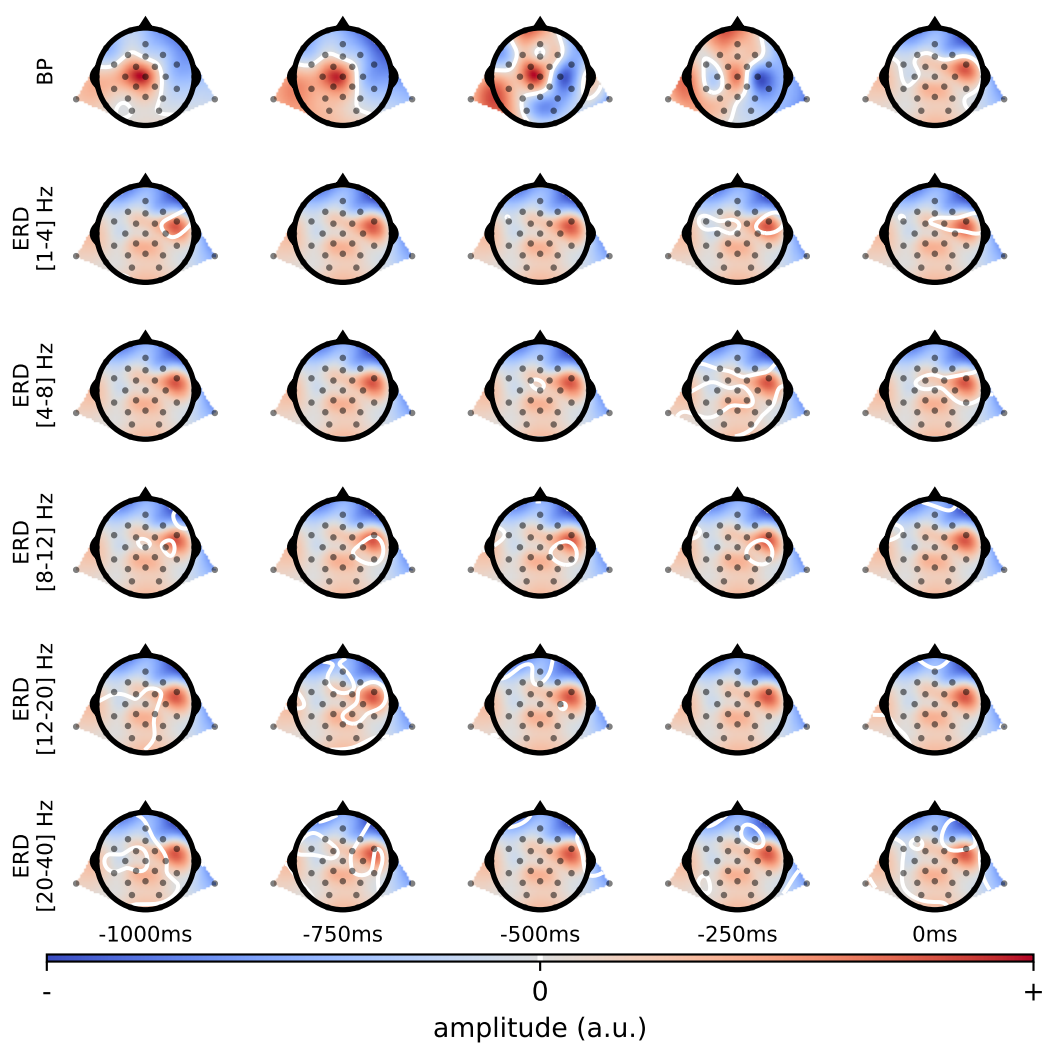 BP
ERD
[1-4] Hz
ERD
[4-8] Hz
ERD
[8-12] Hz
ERD
[12-20] Hz
ERD
[20-40] Hz
-1000ms
-750ms
-500ms
-250ms
0ms
-
0
+
amplitude (a.u.)